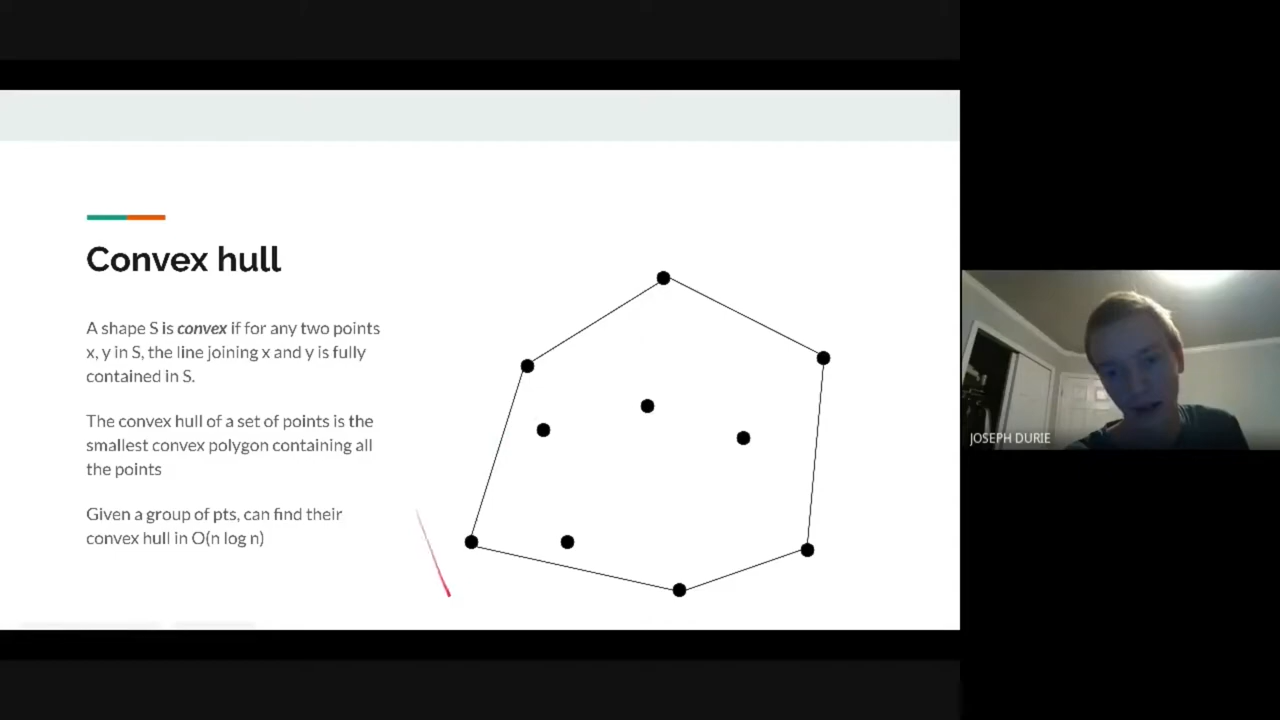 Convex hull
A shape S is convex if for any two points
x, y in S, the line joining x and y is fully
contained in S.
The convex hull of a set of points is the
smallest convex polygon containing all
the points
Given a group of pts, can find their
convex hull in O(n log n)
JOSEPH DURIE